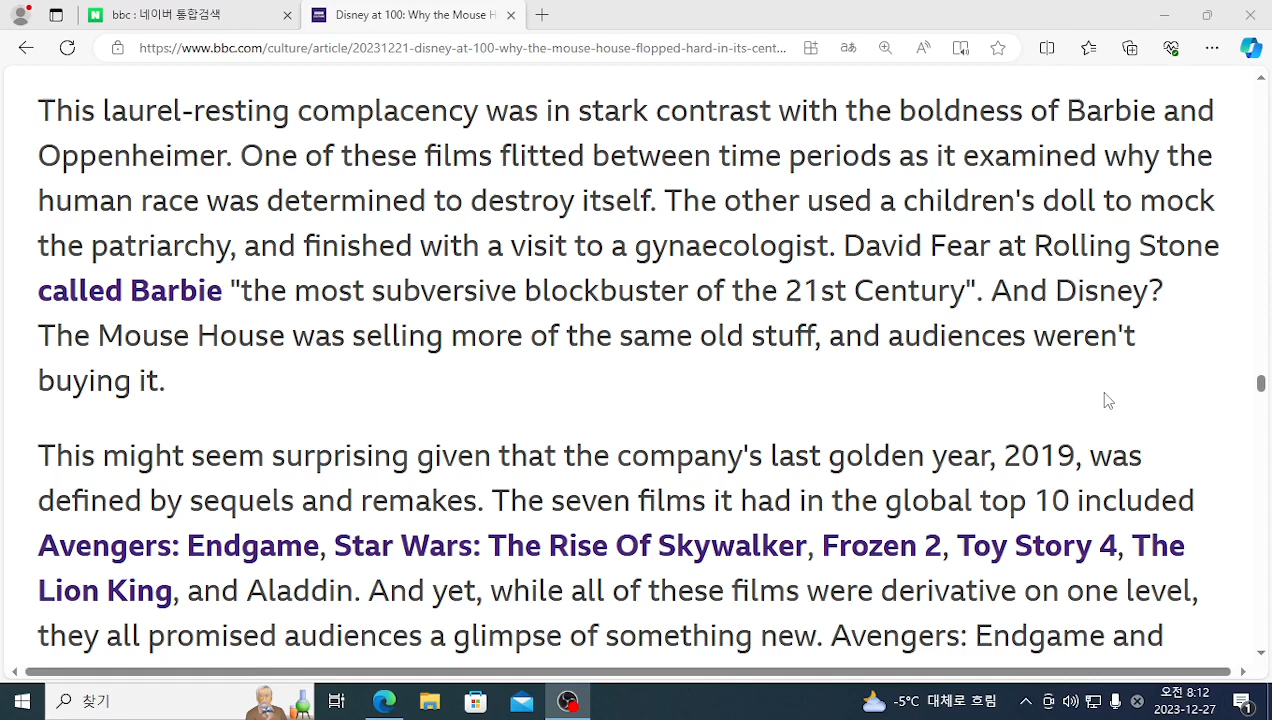 bbc : 네이버 통합검색
Disney at 100: Why the Mouse H
https://www.bbc.com/culture/article/20231221-disney-at-100-why-the-mouse-house-flopped-hard-in-its-cent...
This laurel-resting complacency was in stark contrast with the boldness of Barbie and
Oppenheimer. One of these films flitted between time periods as it examined why the
human race was determined to destroy itself. The other used a children's doll to mock
the patriarchy, and finished with a visit to a gynaecologist. David Fear at Rolling Stone
called Barbie "the most subversive blockbuster of the 21st Century". And Disney?
The Mouse House was selling more of the same old stuff, and audiences weren't
buying it.
This might seem surprising given that the company's last golden year, 2019, was
defined by sequels and remakes. The seven films it had in the global top 10 included
Avengers: Endgame, Star Wars: The Rise Of Skywalker, Frozen 2, Toy Story 4, The
Lion King, and Aladdin. And yet, while all of these films were derivative on one level,
they all promised audiences a glimpse of something new. Avengers: Endgame and
찾기
-5°C 대체로 흐림
오전 8:12
2023-12-27
1